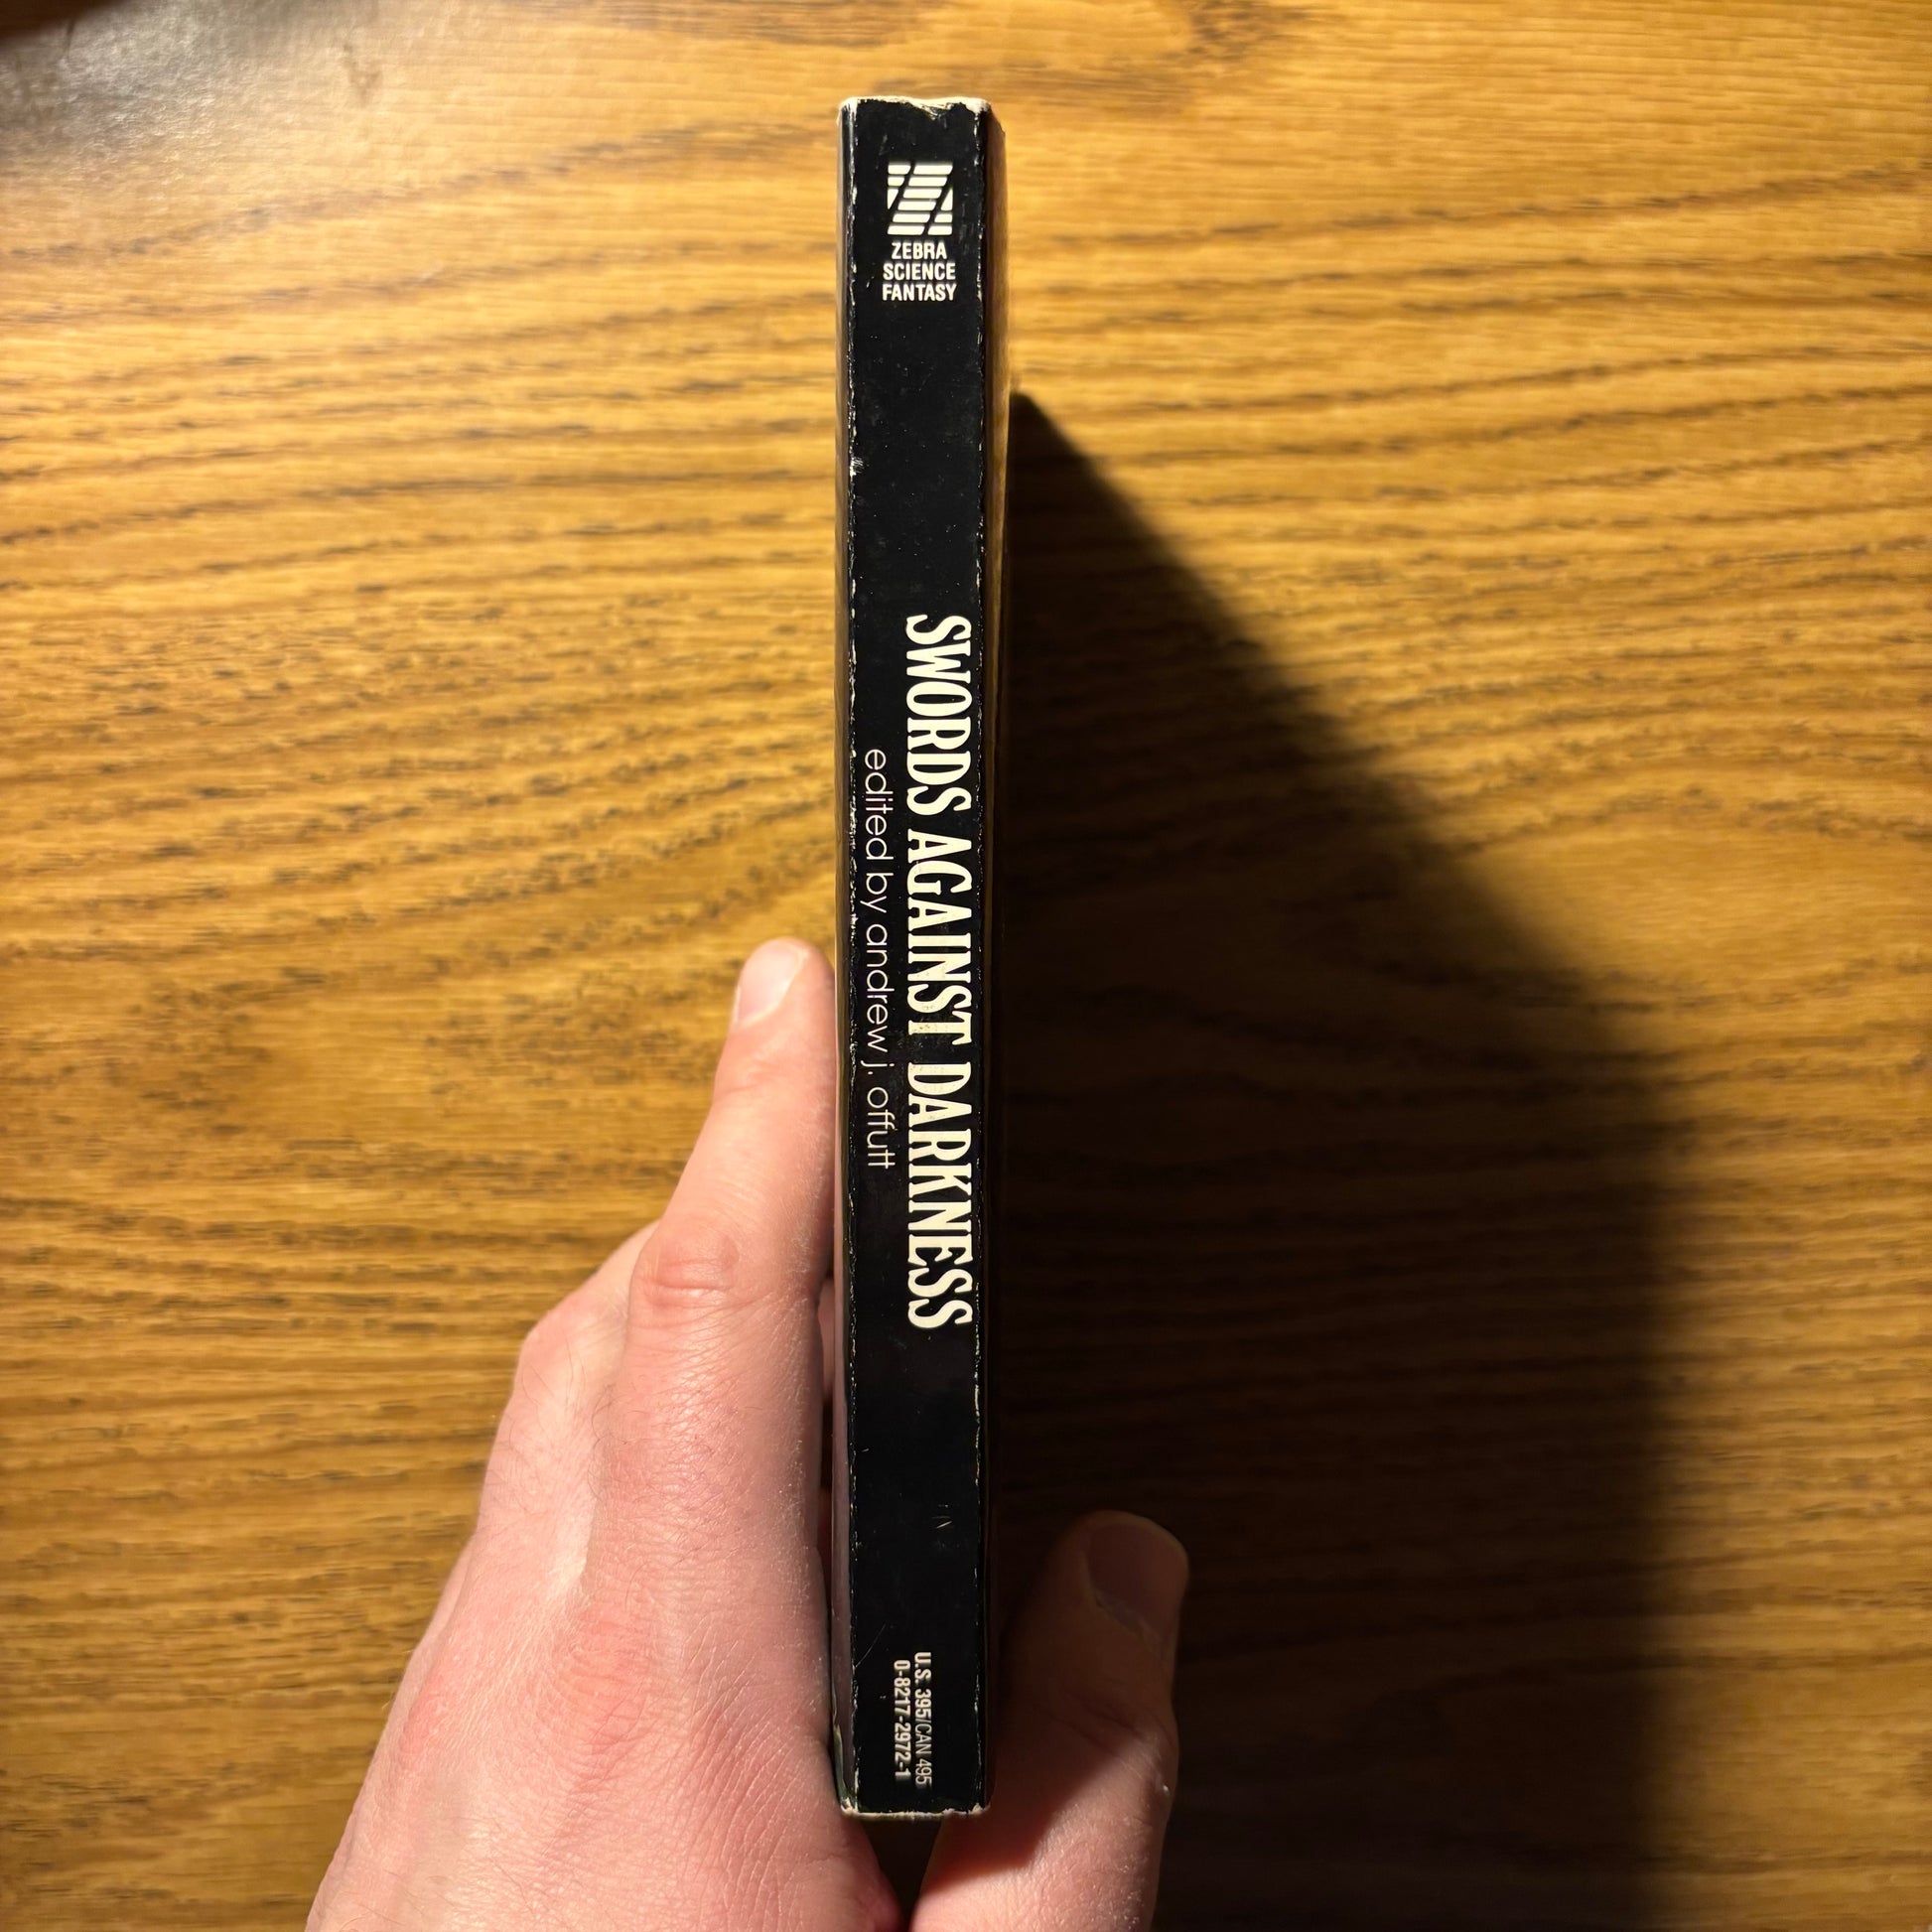 ZEBRA
SCIENCE
FANTASY
SWORDS AGAINST DARKNESS
edited by andrew j. offutt
U.S. 395/CAN 495
0-8217-2972-1